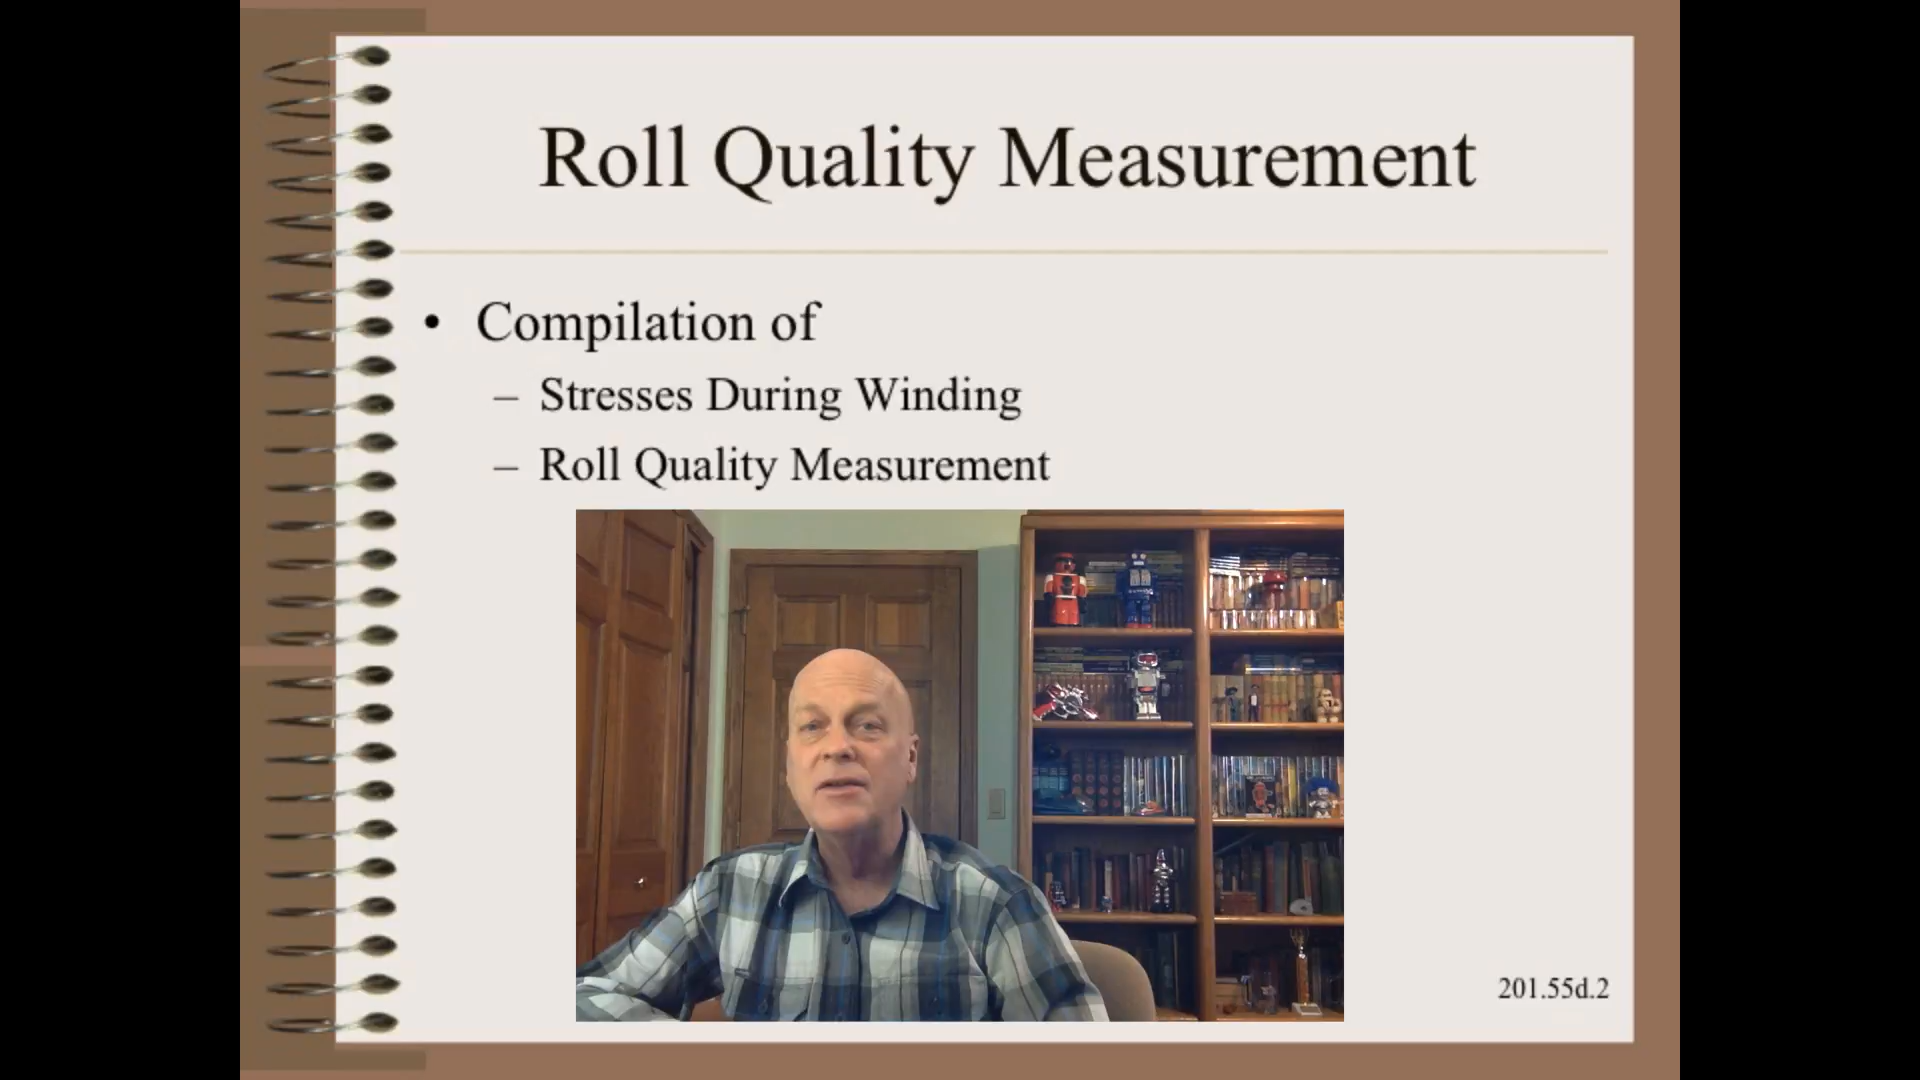 Roll Quality Measurement
• Compilation of
– Stresses During Winding
– Roll Quality Measurement
201.55d.2